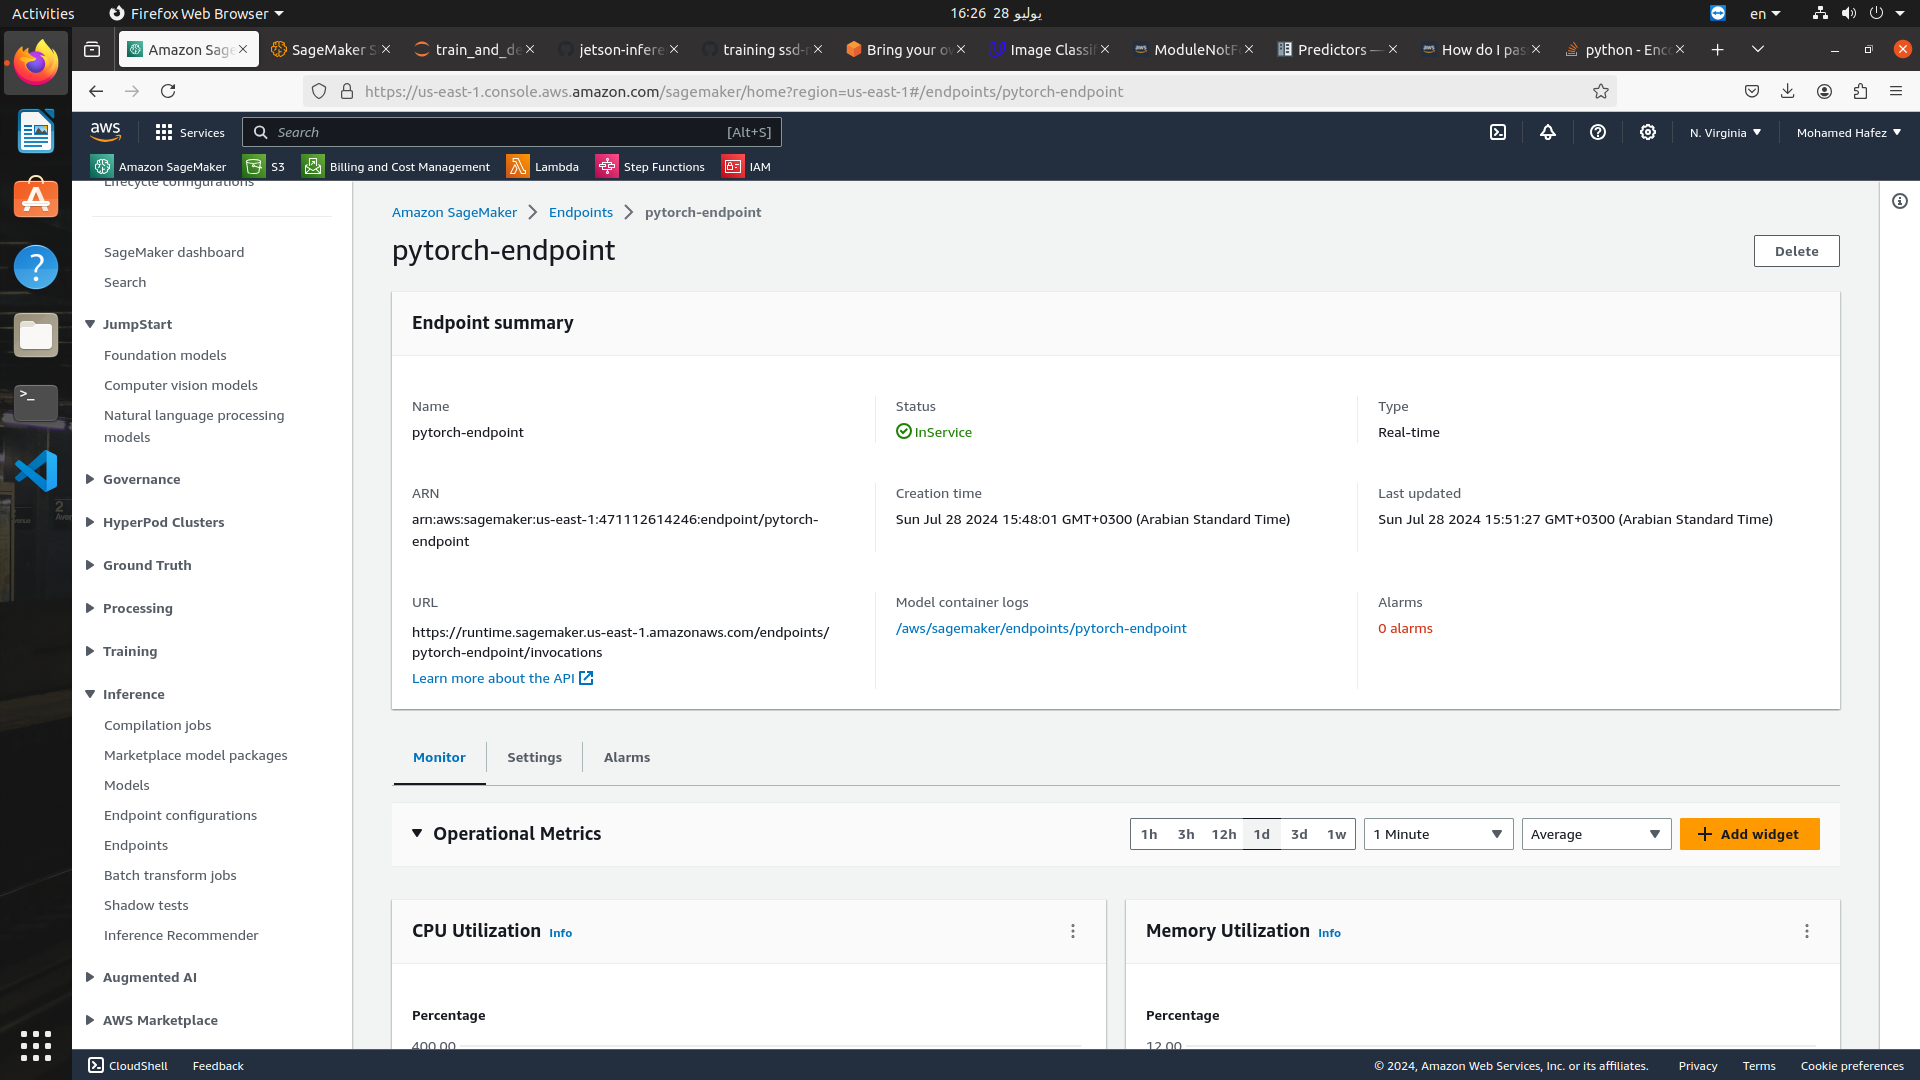 Activities
Firefox Web Browser
16:26 28 يوليو
en
Amazon Sage
SageMaker S
train_and_de
jetson-infere
training ssd-
Bring your o
Image Classif
ModuleNotF
Predictors —
How do I pas
python - Enc
https://us-east-1.console.aws.amazon.com/sagemaker/home?region=us-east-1#/endpoints/pytorch-endpoint
aws
Services
Search
[Alt+S]
N. Virginia
Mohamed Hafez
Amazon SageMaker
S3
Billing and Cost Management
Lambda
Step Functions
IAM
Lifecycle configurations
SageMaker dashboard
Search
JumpStart
Foundation models
Computer vision models
Natural language processing
models
Governance
HyperPod Clusters
Ground Truth
Processing
Training
Inference
Compilation jobs
Marketplace model packages
Models
Endpoint configurations
Endpoints
Batch transform jobs
Shadow tests
Inference Recommender
Augmented AI
AWS Marketplace
Amazon SageMaker
Endpoints
pytorch-endpoint
pytorch-endpoint
Delete
Endpoint summary
Name
pytorch-endpoint
Status
InService
Type
Real-time
ARN
arn:aws:sagemaker:us-east-1:471112614246:endpoint/pytorch-
endpoint
Creation time
Sun Jul 28 2024 15:48:01 GMT+0300 (Arabian Standard Time)
Last updated
Sun Jul 28 2024 15:51:27 GMT+0300 (Arabian Standard Time)
URL
https://runtime.sagemaker.us-east-1.amazonaws.com/endpoints/
pytorch-endpoint/invocations
Learn more about the API
Model container logs
/aws/sagemaker/endpoints/pytorch-endpoint
Alarms
0 alarms
Monitor
Settings
Alarms
Operational Metrics
1h
3h
12h
1d
3d
1w
1 Minute
Average
Add widget
CPU Utilization Info
Percentage
400.00
Memory Utilization Info
Percentage
12.00
CloudShell
Feedback
© 2024, Amazon Web Services, Inc. or its affiliates.
Privacy
Terms
Cookie preferences